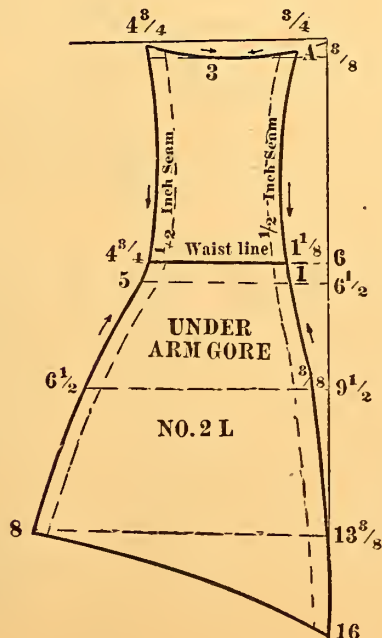 4 3/4 3/4
A 3/8
3
1/2 Inch Seam
1/2 Inch Seam
4 3/4 Waist line 1 1/8 6
5 I 6 1/2
UNDER
ARM GORE
6 1/2 3/8 9 1/2
NO. 2 L
8 13 3/8
16